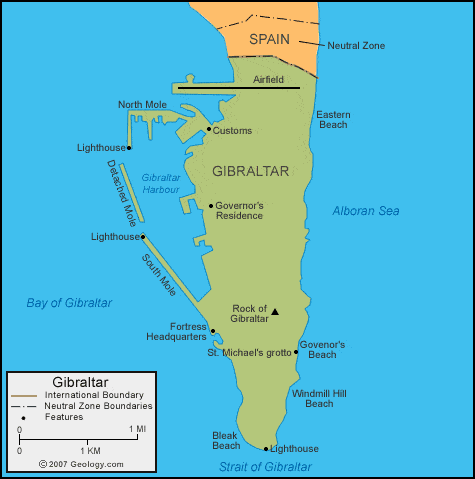 SPAIN
Neutral Zone
Airfield
North Mole
Eastern
Beach
Customs
Lighthouse
Detached Mole
Gibraltar
Harbour
GIBRALTAR
Governor's
Residence
Alboran Sea
Lighthouse
South Mole
Bay of Gibraltar
Rock of
Gibraltar
Fortress
Headquarters
St. Michael's grotto
Govenor's
Beach
Windmill Hill
Beach
Bleak
Beach
Lighthouse
Strait of Gibraltar
Gibraltar
International Boundary
Neutral Zone Boundaries
Features
0 1 MI
0 1 KM
© 2007 Geology.com